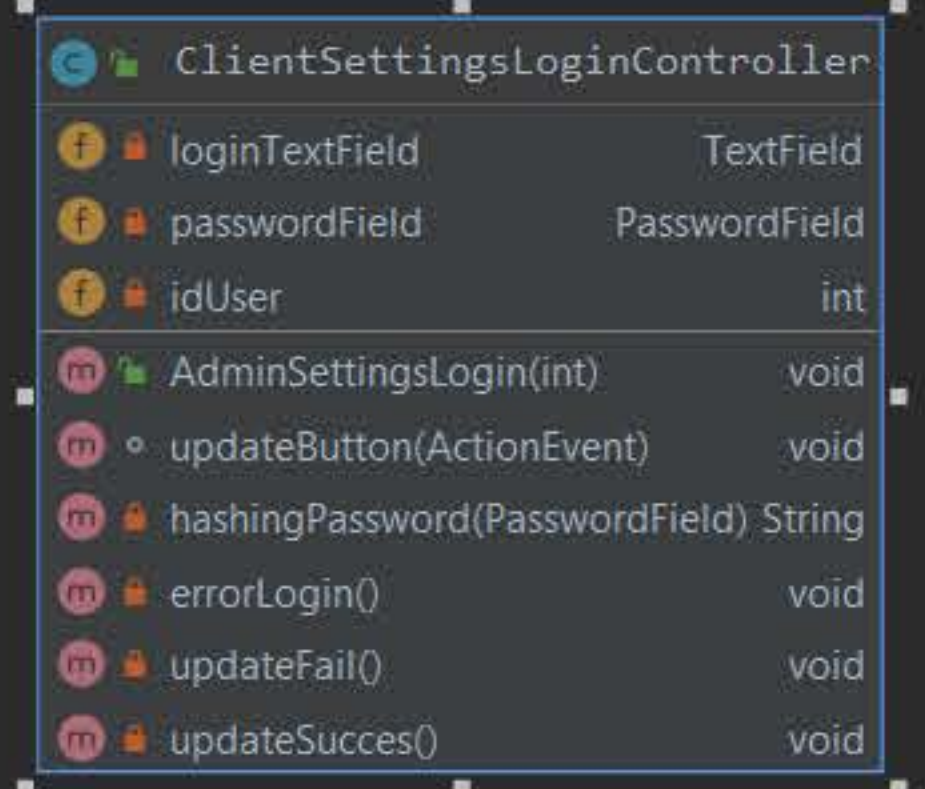 C ClientSettingsLoginController
f loginTextField TextField
f passwordField PasswordField
f idUser int
m AdminSettingsLogin(int) void
m updateButton(ActionEvent) void
m hashingPassword(PasswordField) String
m errorLogin() void
m updateFail() void
m updateSucces() void